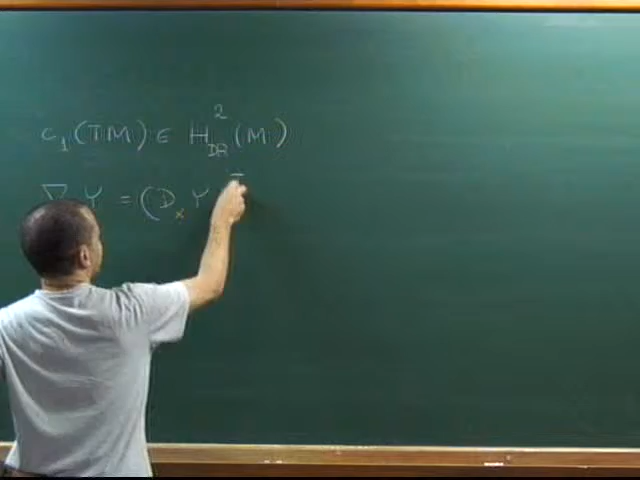 c₁(TM) ∈ H²_DR(M)
∇ Y = (D_x Y